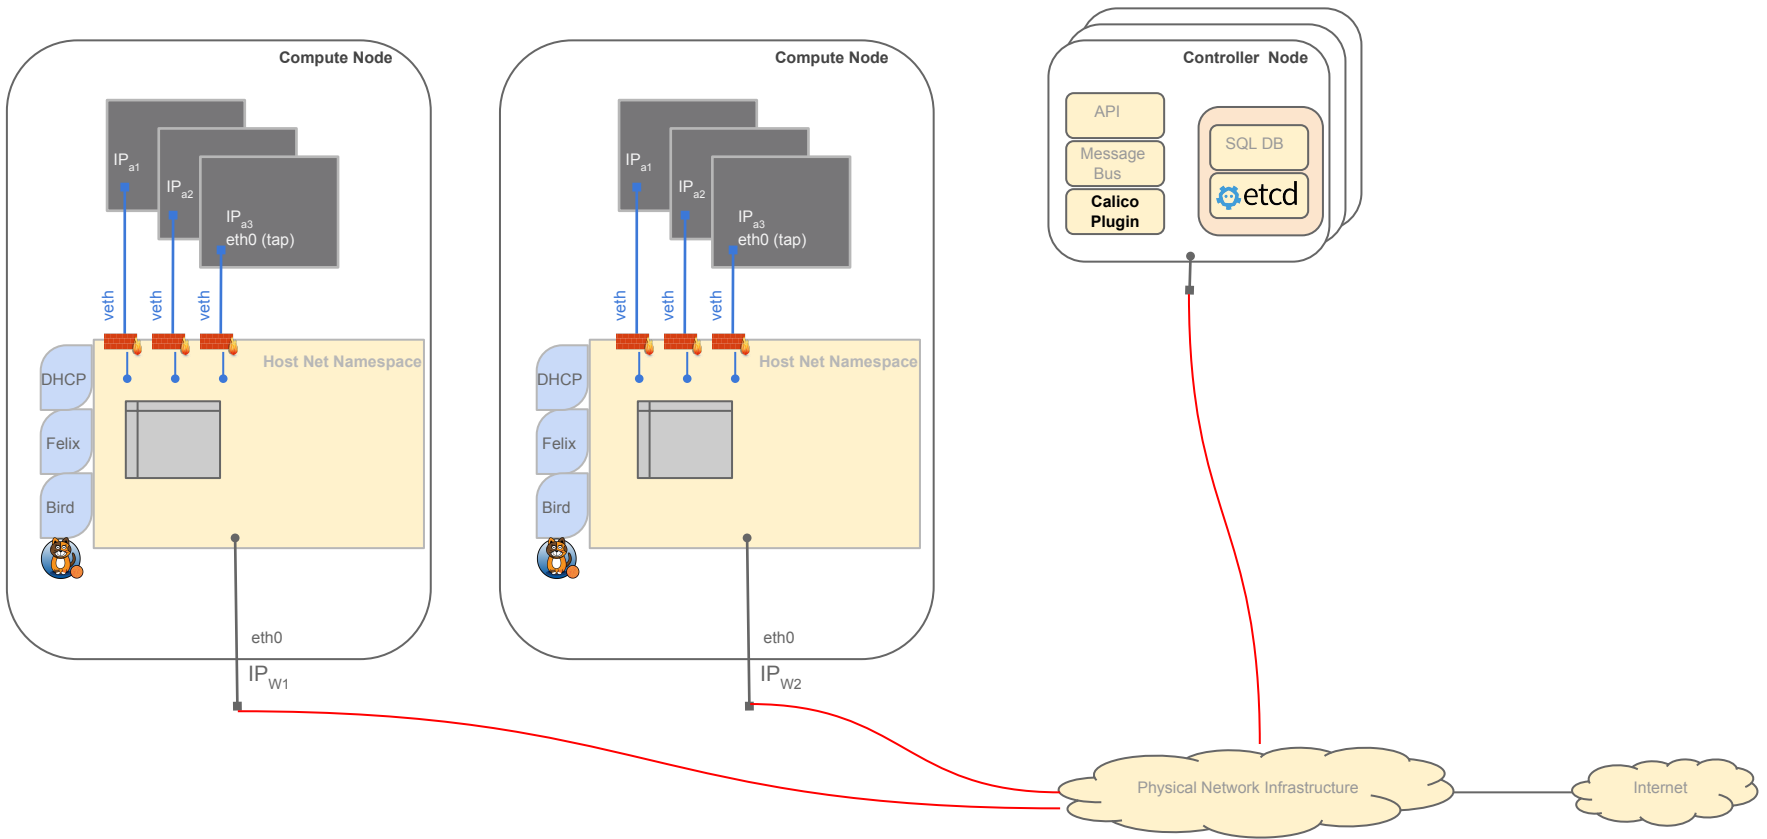 Compute Node
IPa1
IPa2
IPa3
eth0 (tap)
veth
veth
veth
Host Net Namespace
DHCP
Felix
Bird
eth0
IPW1
Compute Node
IPa1
IPa2
IPa3
eth0 (tap)
veth
veth
veth
Host Net Namespace
DHCP
Felix
Bird
eth0
IPW2
Controller Node
API
Message
Bus
Calico
Plugin
SQL DB
etcd
Physical Network Infrastructure
Internet